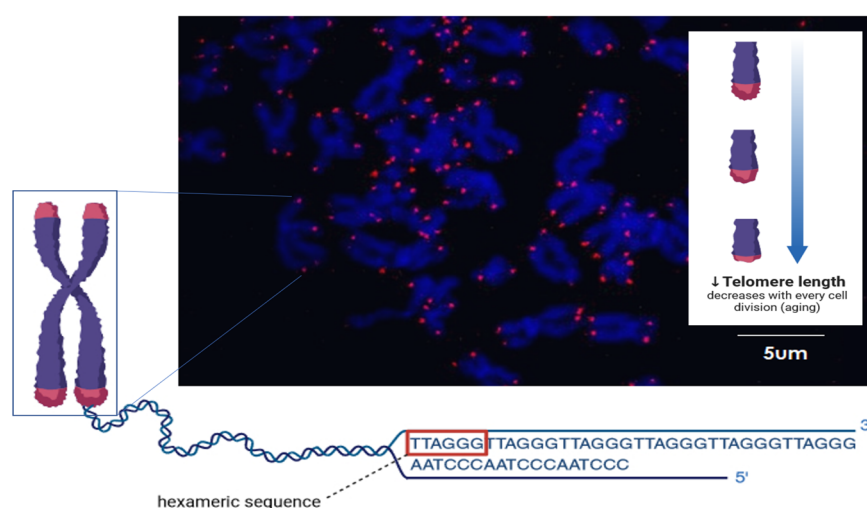 ↓ Telomere length
decreases with every cell
division (aging)
5um
3
TTAGGGTTAGGGTTAGGGTTAGGGTTAGGGTTAGGG
AATCCCAATCCCAATCCC
5'
hexameric sequence